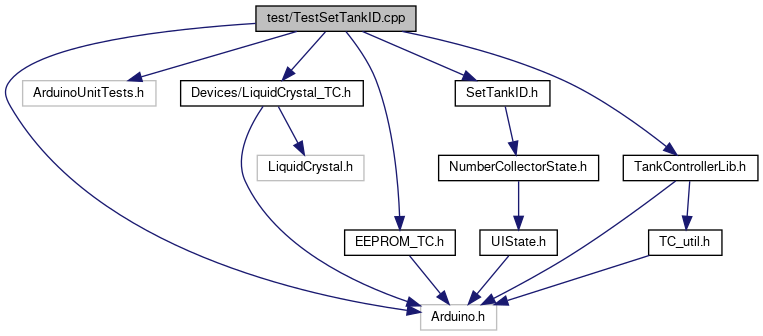 test/TestSetTankID.cpp
ArduinoUnitTests.h
Devices/LiquidCrystal_TC.h
SetTankID.h
LiquidCrystal.h
NumberCollectorState.h
TankControllerLib.h
EEPROM_TC.h
UIState.h
TC_util.h
Arduino.h